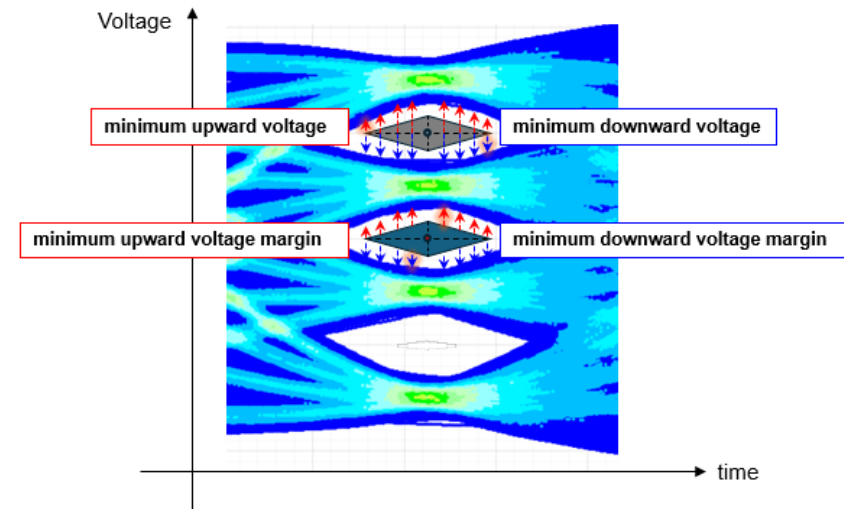 Voltage
minimum upward voltage
minimum downward voltage
minimum upward voltage margin
minimum downward voltage margin
time